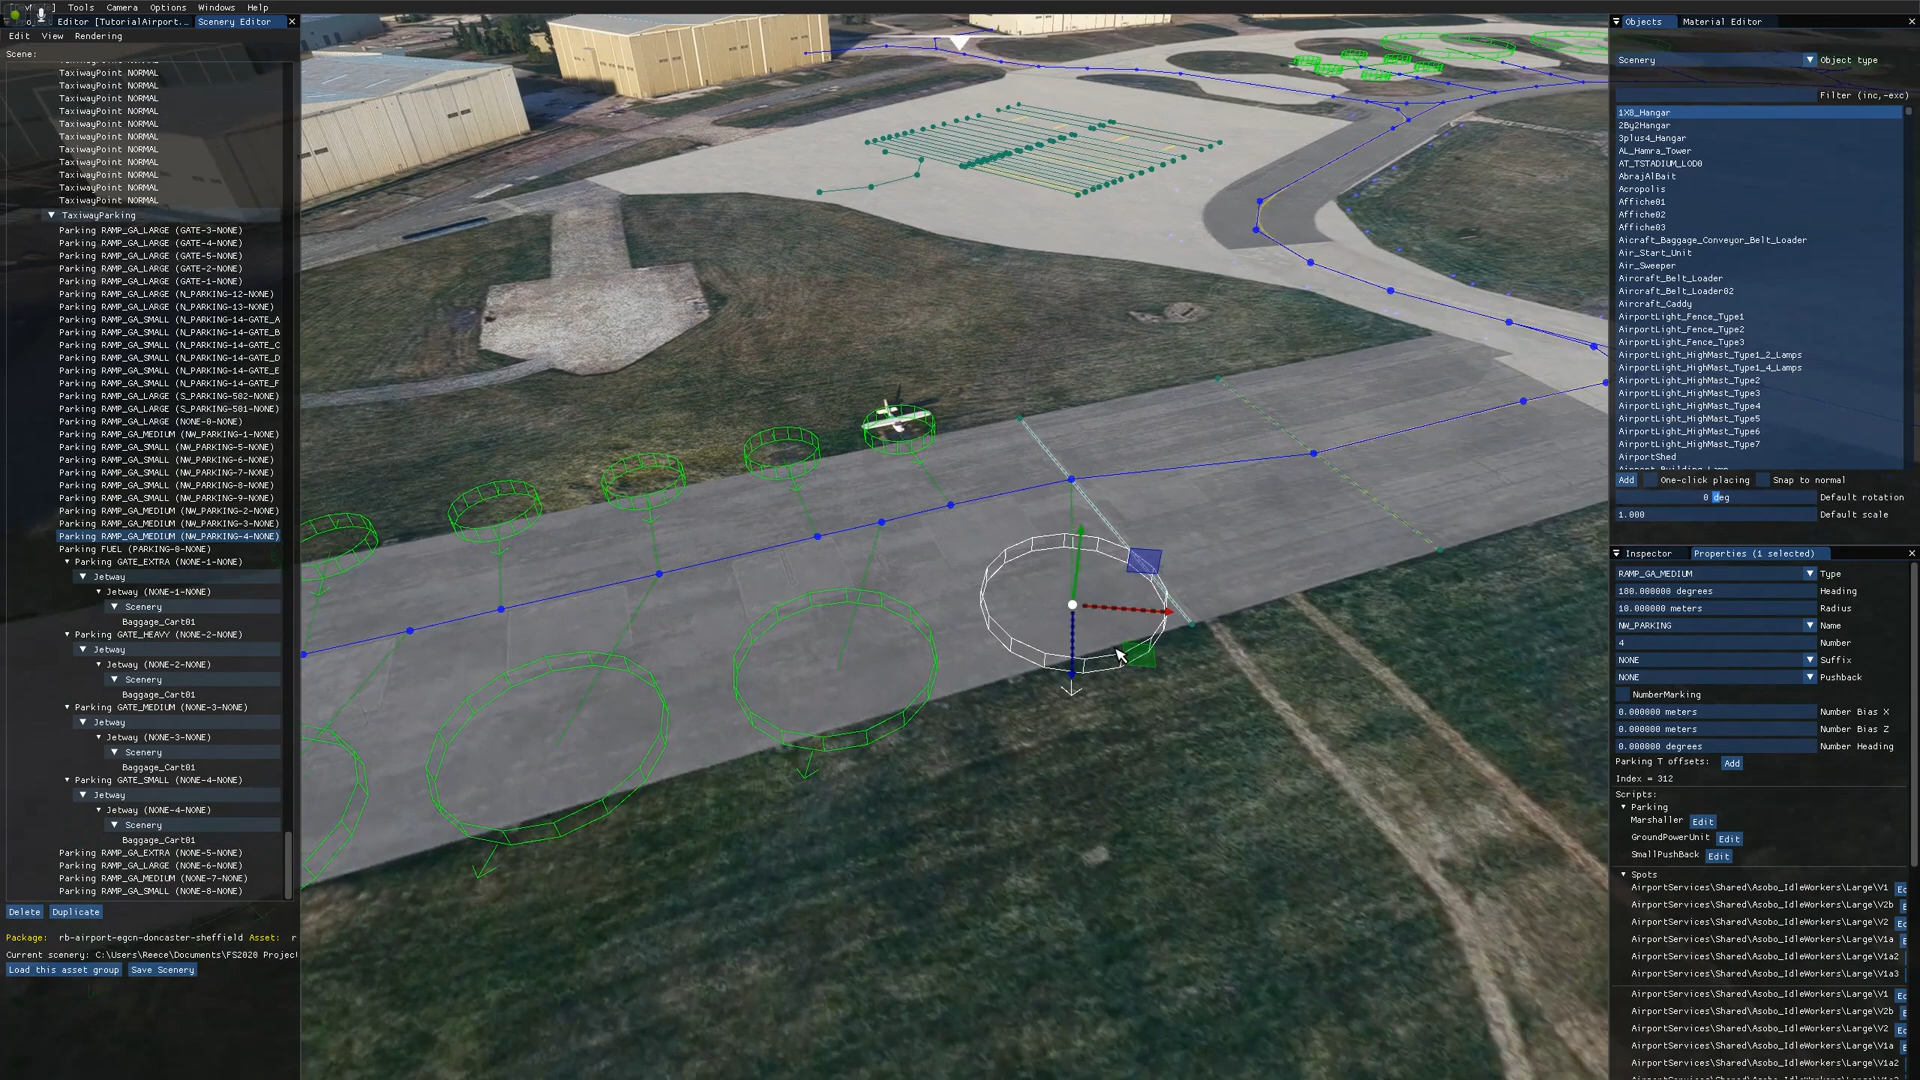 Tools Camera Options Windows Help
Editor [TutorialAirport... Scenery Editor
Edit View Rendering
Scene:
TaxiwayPoint NORMAL
TaxiwayPoint NORMAL
TaxiwayPoint NORMAL
TaxiwayPoint NORMAL
TaxiwayPoint NORMAL
TaxiwayPoint NORMAL
TaxiwayPoint NORMAL
TaxiwayPoint NORMAL
TaxiwayPoint NORMAL
TaxiwayPoint NORMAL
TaxiwayPoint NORMAL
TaxiwayParking
Parking RAMP_GA_LARGE (GATE-3-NONE)
Parking RAMP_GA_LARGE (GATE-4-NONE)
Parking RAMP_GA_LARGE (GATE-5-NONE)
Parking RAMP_GA_LARGE (GATE-2-NONE)
Parking RAMP_GA_LARGE (GATE-1-NONE)
Parking RAMP_GA_LARGE (N_PARKING-12-NONE)
Parking RAMP_GA_LARGE (N_PARKING-13-NONE)
Parking RAMP_GA_SMALL (N_PARKING-14-GATE_A
Parking RAMP_GA_SMALL (N_PARKING-14-GATE_B
Parking RAMP_GA_SMALL (N_PARKING-14-GATE_C
Parking RAMP_GA_SMALL (N_PARKING-14-GATE_D
Parking RAMP_GA_SMALL (N_PARKING-14-GATE_E
Parking RAMP_GA_SMALL (N_PARKING-14-GATE_F
Parking RAMP_GA_LARGE (S_PARKING-502-NONE)
Parking RAMP_GA_LARGE (S_PARKING-501-NONE)
Parking RAMP_GA_LARGE (NONE-0-NONE)
Parking RAMP_GA_MEDIUM (NW_PARKING-1-NONE)
Parking RAMP_GA_SMALL (NW_PARKING-5-NONE)
Parking RAMP_GA_SMALL (NW_PARKING-6-NONE)
Parking RAMP_GA_SMALL (NW_PARKING-7-NONE)
Parking RAMP_GA_SMALL (NW_PARKING-8-NONE)
Parking RAMP_GA_SMALL (NW_PARKING-9-NONE)
Parking RAMP_GA_MEDIUM (NW_PARKING-2-NONE)
Parking RAMP_GA_MEDIUM (NW_PARKING-3-NONE)
Parking RAMP_GA_MEDIUM (NW_PARKING-4-NONE)
Parking FUEL (PARKING-0-NONE)
Parking GATE_EXTRA (NONE-1-NONE)
Jetway
Jetway (NONE-1-NONE)
Scenery
Baggage_Cart01
Parking GATE_HEAVY (NONE-2-NONE)
Jetway
Jetway (NONE-2-NONE)
Scenery
Baggage_Cart01
Parking GATE_MEDIUM (NONE-3-NONE)
Jetway
Jetway (NONE-3-NONE)
Scenery
Baggage_Cart01
Parking GATE_SMALL (NONE-4-NONE)
Jetway
Jetway (NONE-4-NONE)
Scenery
Baggage_Cart01
Parking RAMP_GA_EXTRA (NONE-5-NONE)
Parking RAMP_GA_LARGE (NONE-6-NONE)
Parking RAMP_GA_MEDIUM (NONE-7-NONE)
Parking RAMP_GA_SMALL (NONE-8-NONE)
Delete Duplicate
Package: rb-airport-egcn-doncaster-sheffield Asset: r
Current scenery: C:\Users\Reece\Documents\FS2020 Projec
Load this asset group Save Scenery
Objects Material Editor
Scenery Object type
Filter (inc,-exc)
1X8_Hangar
2By2Hangar
3plus4_Hangar
AL_Hamra_Tower
AT_TSTADIUM_LOD0
AbrajAlBait
Acropolis
Affiche01
Affiche02
Affiche03
Aicraft_Baggage_Conveyor_Belt_Loader
Air_Start_Unit
Air_Sweeper
Aircraft_Belt_Loader
Aircraft_Belt_Loader02
Aircraft_Caddy
AirportLight_Fence_Type1
AirportLight_Fence_Type2
AirportLight_Fence_Type3
AirportLight_HighMast_Type1_2_Lamps
AirportLight_HighMast_Type1_4_Lamps
AirportLight_HighMast_Type2
AirportLight_HighMast_Type3
AirportLight_HighMast_Type4
AirportLight_HighMast_Type5
AirportLight_HighMast_Type6
AirportLight_HighMast_Type7
AirportShed
Airport_Building_Lamp
Add One-click placing Snap to normal
0 deg Default rotation
1.000 Default scale
Inspector Properties (1 selected)
RAMP_GA_MEDIUM Type
180.000000 degrees Heading
10.000000 meters Radius
NW_PARKING Name
4 Number
NONE Suffix
NONE Pushback
NumberMarking
0.000000 meters Number Bias X
0.000000 meters Number Bias Z
0.000000 degrees Number Heading
Parking T offsets: Add
Index = 312
Scripts:
Parking
Marshaller Edit
GroundPowerUnit Edit
SmallPushBack Edit
Spots
AirportServices\Shared\Asobo_IdleWorkers\Large\V1
AirportServices\Shared\Asobo_IdleWorkers\Large\V2b
AirportServices\Shared\Asobo_IdleWorkers\Large\V2
AirportServices\Shared\Asobo_IdleWorkers\Large\V1a
AirportServices\Shared\Asobo_IdleWorkers\Large\V1a2
AirportServices\Shared\Asobo_IdleWorkers\Large\V1a3
AirportServices\Shared\Asobo_IdleWorkers\Large\V1
AirportServices\Shared\Asobo_IdleWorkers\Large\V2b
AirportServices\Shared\Asobo_IdleWorkers\Large\V2
AirportServices\Shared\Asobo_IdleWorkers\Large\V1a
AirportServices\Shared\Asobo_IdleWorkers\Large\V1a2